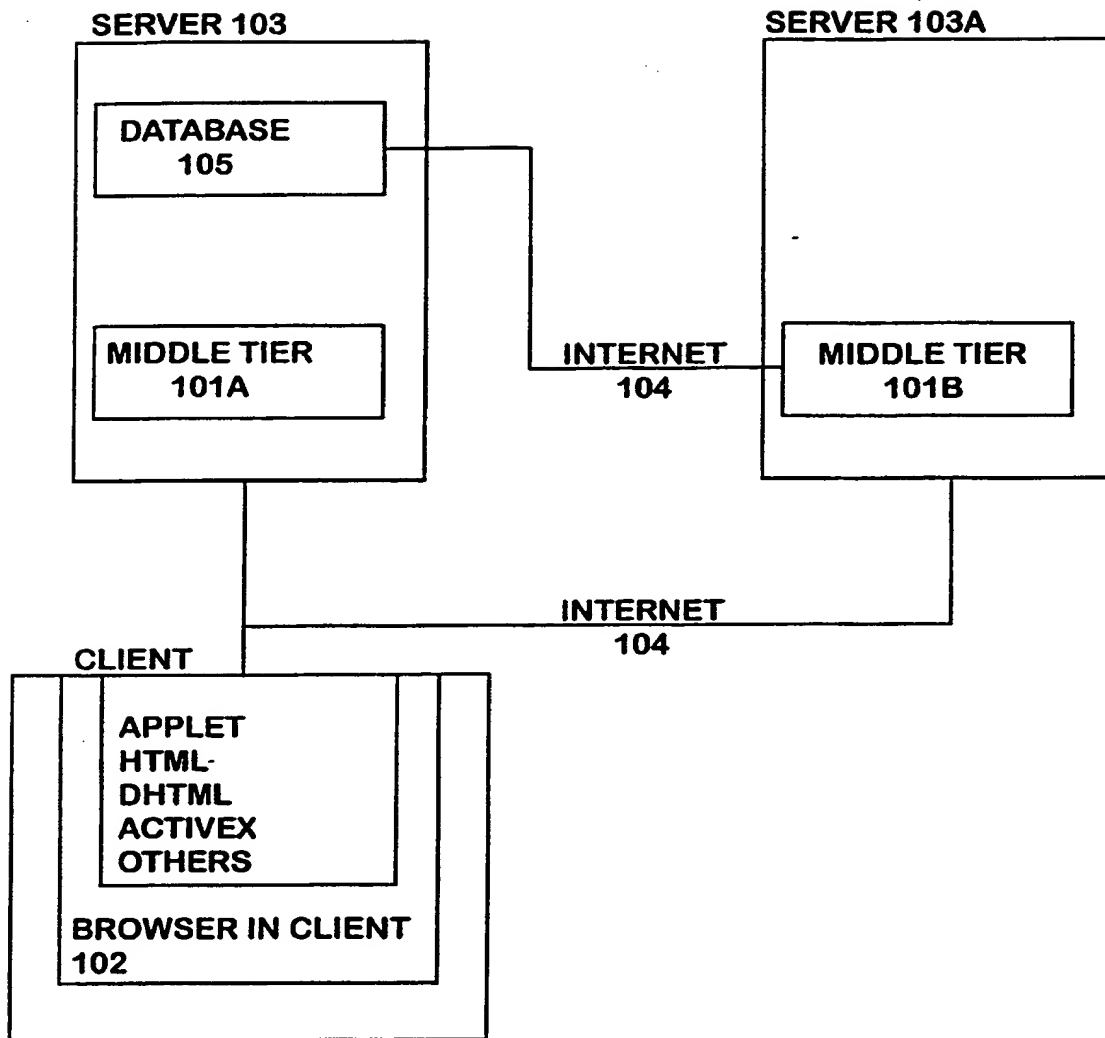 SERVER 103
SERVER 103A
DATABASE
105
MIDDLE TIER
101A
INTERNET
104
MIDDLE TIER
101B
INTERNET
104
CLIENT
APPLET
HTML
DHTML
ACTIVEX
OTHERS
BROWSER IN CLIENT
102